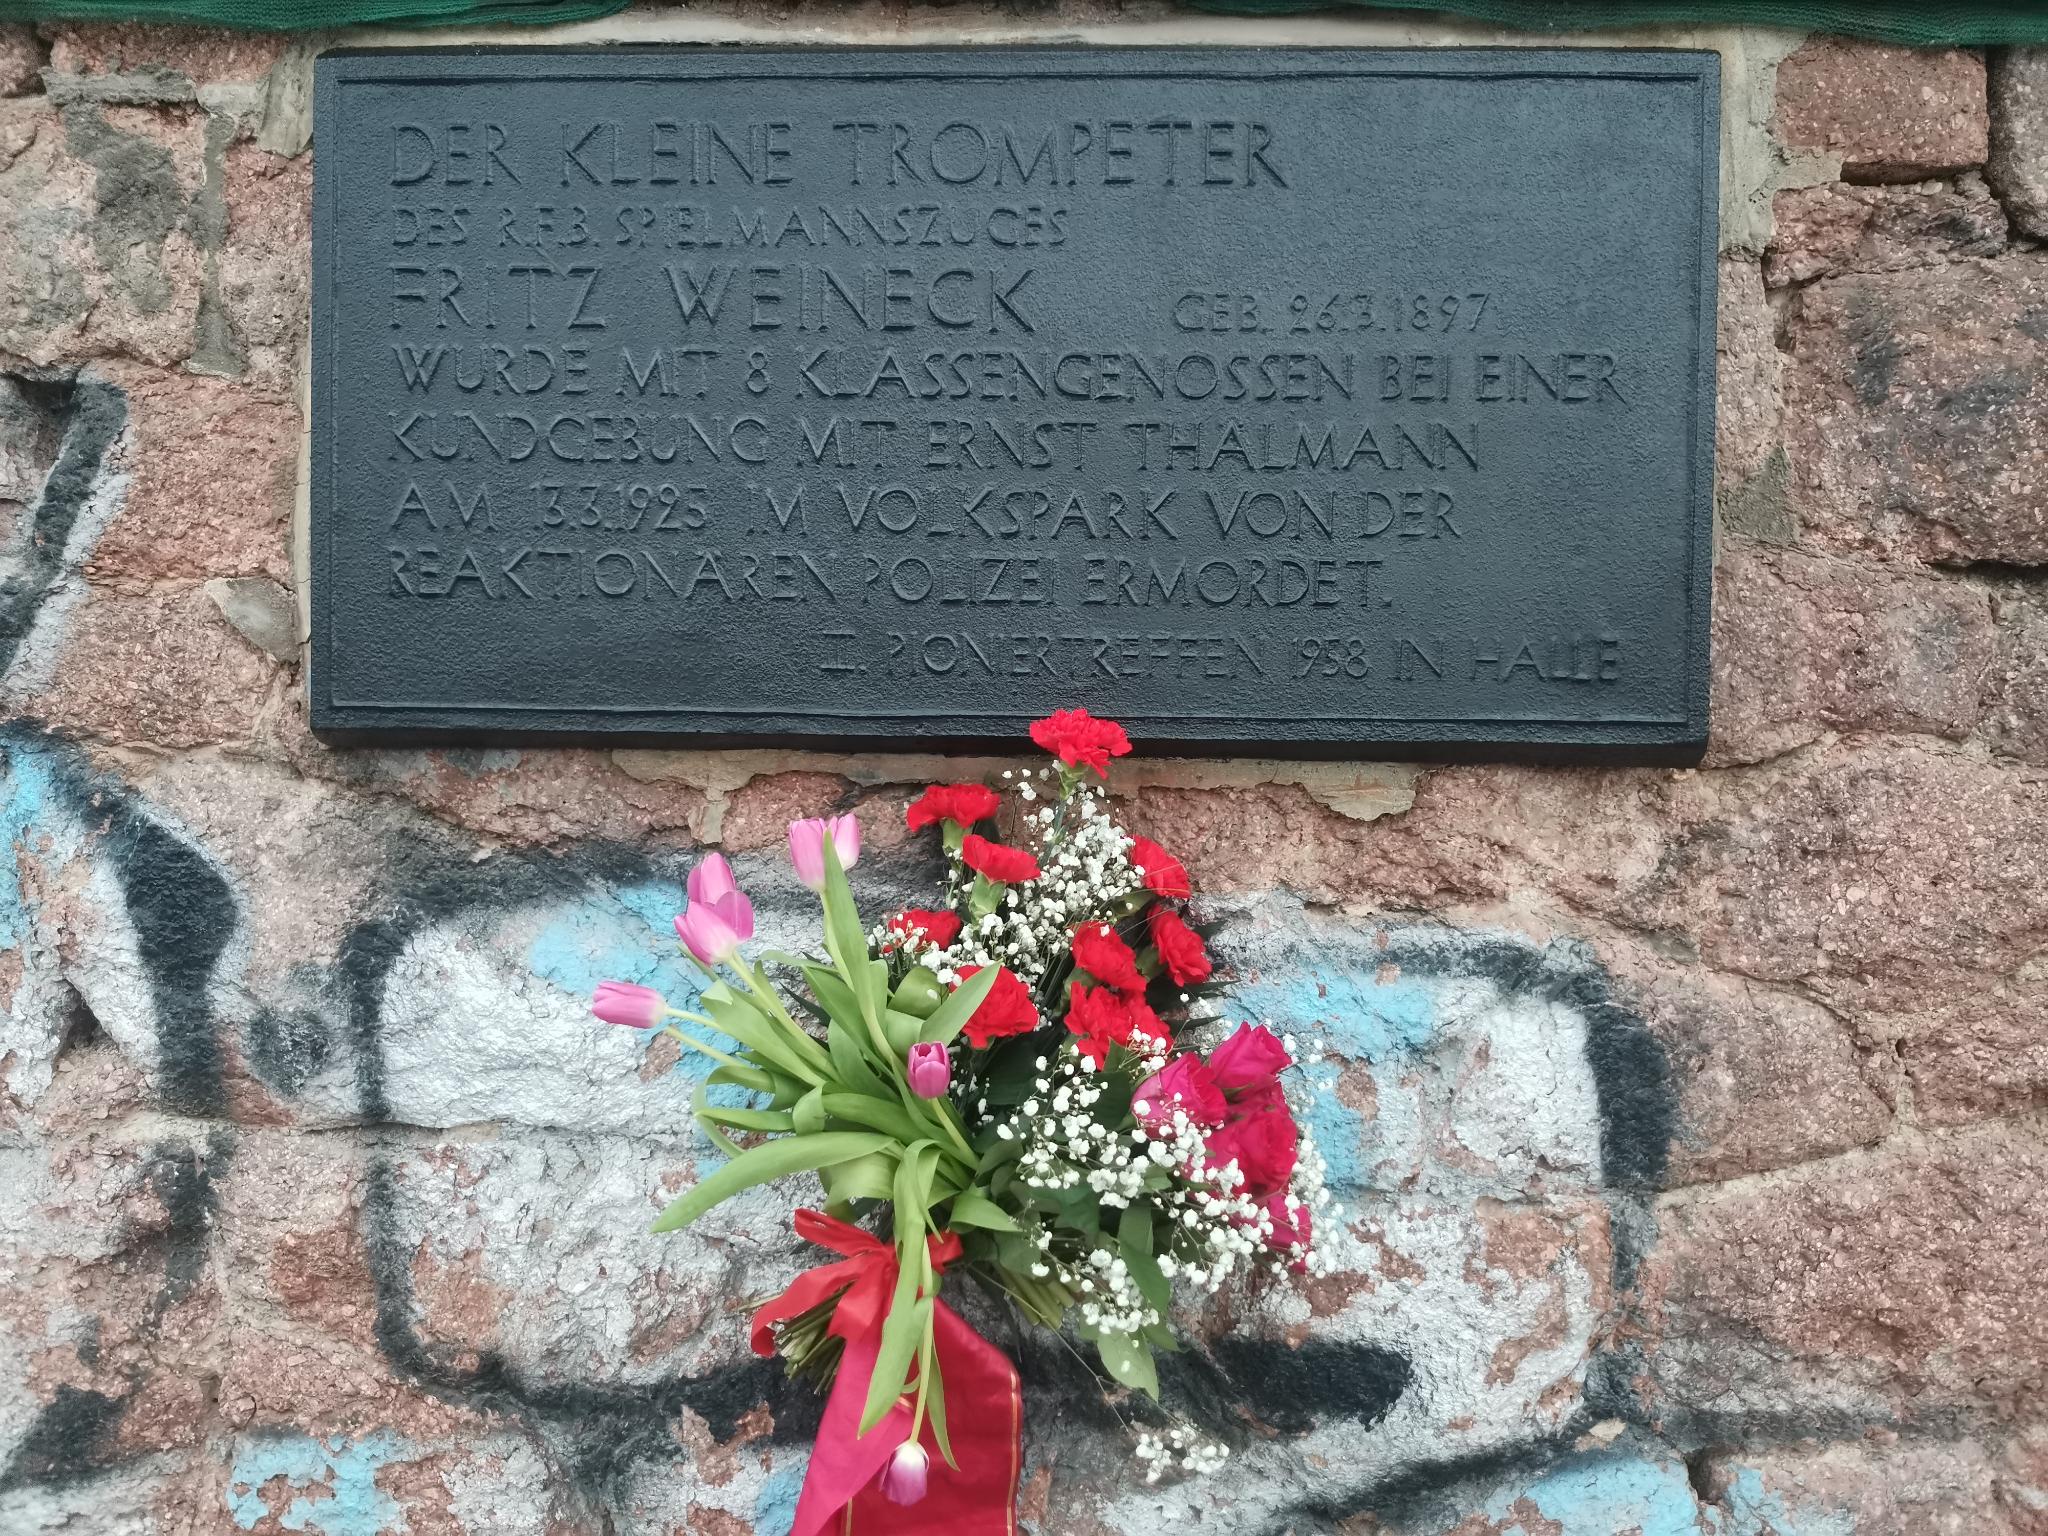 DER KLEINE TROMPETER
DES R.F.B. SPIELMANNSZUGES
FRITZ WEINECK GEB. 26.3.1897
WURDE MIT 8 KLASSENGENOSSEN BEI EINER
KUNDGEBUNG MIT ERNST THÄLMANN
AM 13.3.1925 IM VOLKSPARK VON DER
REAKTIONÄREN POLIZEI ERMORDET.
III. PIONIERTREFFEN 1958 IN HALLE